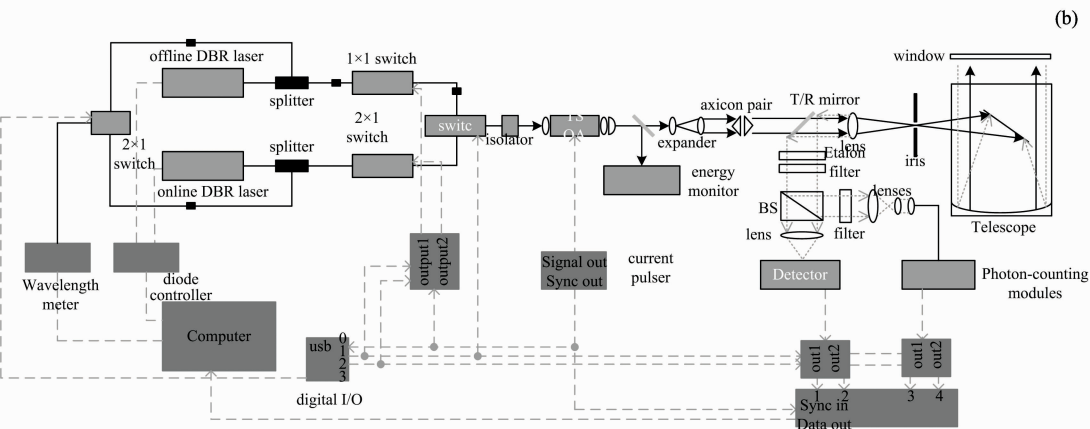 (b)
offline DBR laser
1×1 switch
window
splitter
axicon pair
T/R mirror
2×1
switch
2×1
switch
switc
isolator
TS
OA
expander
lens
iris
splitter
Etalon
filter
energy
monitor
online DBR laser
BS
lenses
lens
filter
Telescope
output1
output2
Signal out
Sync out
current
pulser
Detector
Photon-counting
modules
Wavelength
meter
diode
controller
Computer
usb
0
1
2
3
digital I/O
out1
out2
out1
out2
1
2
3
4
Sync in
Data out